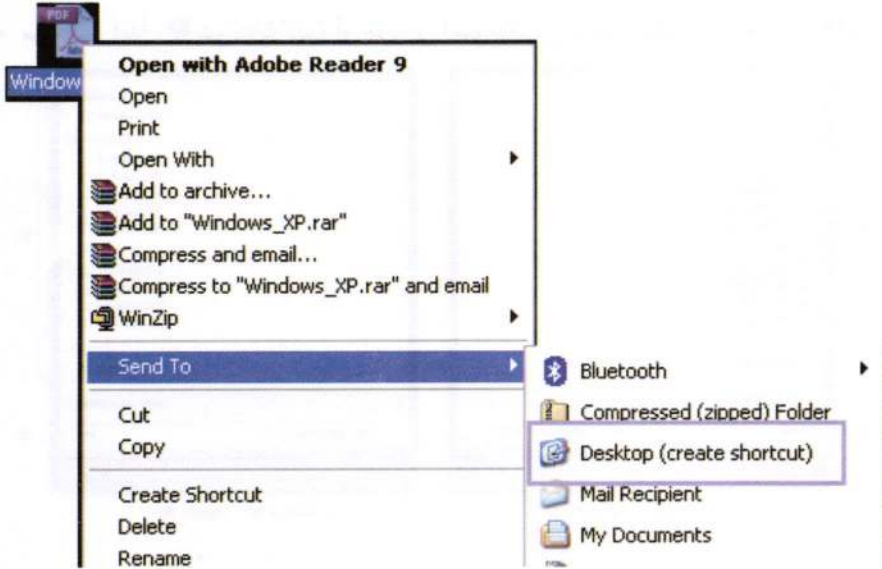 PDF
Window
Open with Adobe Reader 9
Open
Print
Open With
Add to archive...
Add to "Windows_XP.rar"
Compress and email...
Compress to "Windows_XP.rar" and email
WinZip
Send To
Cut
Copy
Create Shortcut
Delete
Rename
Bluetooth
Compressed (zipped) Folder
Desktop (create shortcut)
Mail Recipient
My Documents